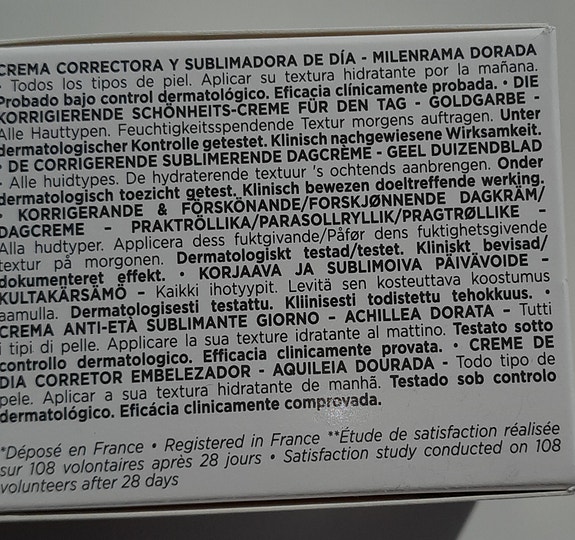 CREMA CORRECTORA Y SUBLIMADORA DE DÍA - MILENRAMA DORADA
- Todos los tipos de piel. Aplicar su textura hidratante por la mañana.
Probado bajo control dermatológico. Eficacia clínicamente probada. • DIE
KORRIGIERENDE SCHÖNHEITS-CREME FÜR DEN TAG - GOLDGARBE -
Alle Hauttypen. Feuchtigkeitsspendende Textur morgens auftragen. Unter
dermatologischer Kontrolle getestet. Klinisch nachgewiesene Wirksamkeit.
• DE CORRIGERENDE SUBLIMERENDE DAGCRÈME - GEEL DUIZENDBLAD
- Alle huidtypes. De hydraterende textuur 's ochtends aanbrengen. Onder
dermatologisch toezicht getest. Klinisch bewezen doeltreffende werking.
• KORRIGERANDE & FÖRSKÖNANDE/FORSKJØNNENDE DAGKRÄM/
DAGCREME - PRAKTRÖLLIKA/PARASOLLRYLLIK/PRAGTRØLLIKE -
Alla hudtyper. Applicera dess fuktgivande/Påfør dens fuktighetsgivende
textur på morgonen. Dermatologiskt testad/testet. Kliniskt bevisad/
dokumenteret effekt. • KORJAAVA JA SUBLIMOIVA PÄIVÄVOIDE -
KULTAKÄRSÄMÖ - Kaikki ihotyypit. Levitä sen kosteuttava koostumus
aamulla. Dermatologisesti testattu. Kliinisesti todistettu tehokkuus. •
CREMA ANTI-ETÀ SUBLIMANTE GIORNO - ACHILLEA DORATA - Tutti
i tipi di pelle. Applicare la sua texture idratante al mattino. Testato sotto
controllo dermatologico. Efficacia clinicamente provata. • CREME DE
DIA CORRETOR EMBELEZADOR - AQUILEIA DOURADA - Todo tipo de
pele. Aplicar a sua textura hidratante de manhã. Testado sob controlo
dermatológico. Eficácia clinicamente comprovada.
*Déposé en France • Registered in France **Étude de satisfaction réalisée
sur 108 volontaires après 28 jours • Satisfaction study conducted on 108
volunteers after 28 days